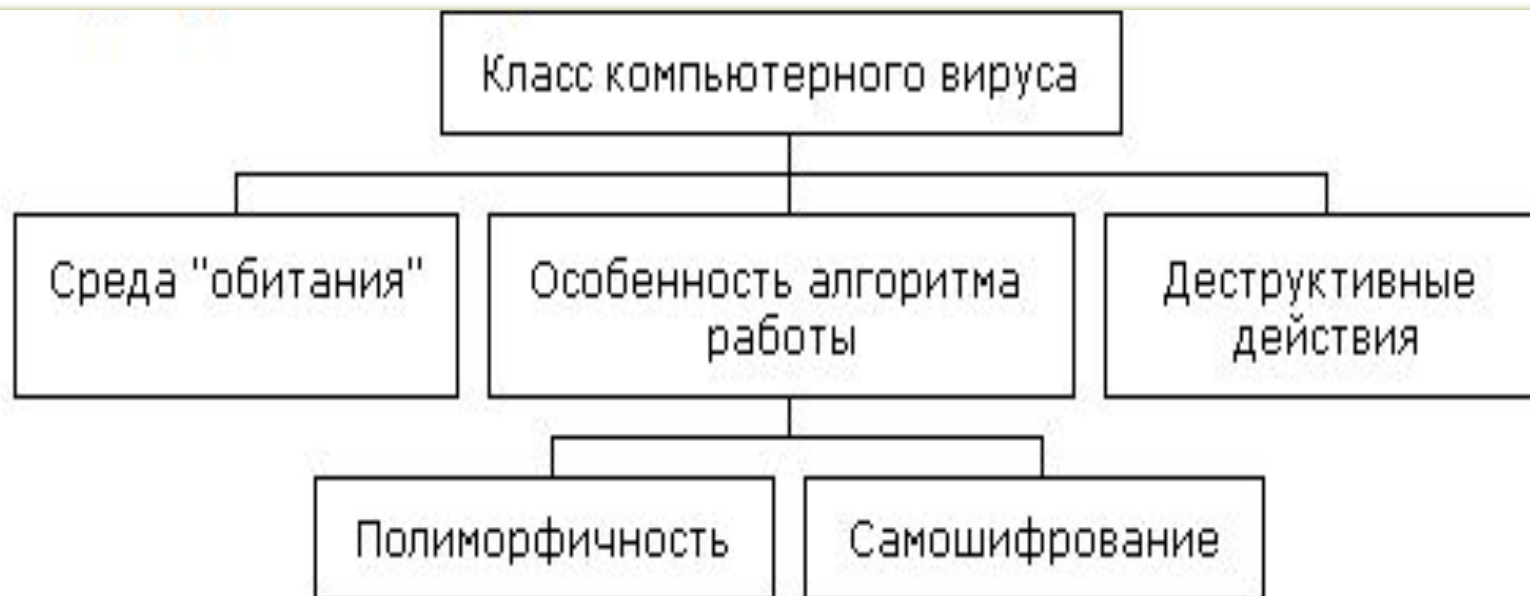 Класс компьютерного вируса
Среда "обитания"
Особенность алгоритма
работы
Деструктивные
действия
Полиморфичность
Самошифрование